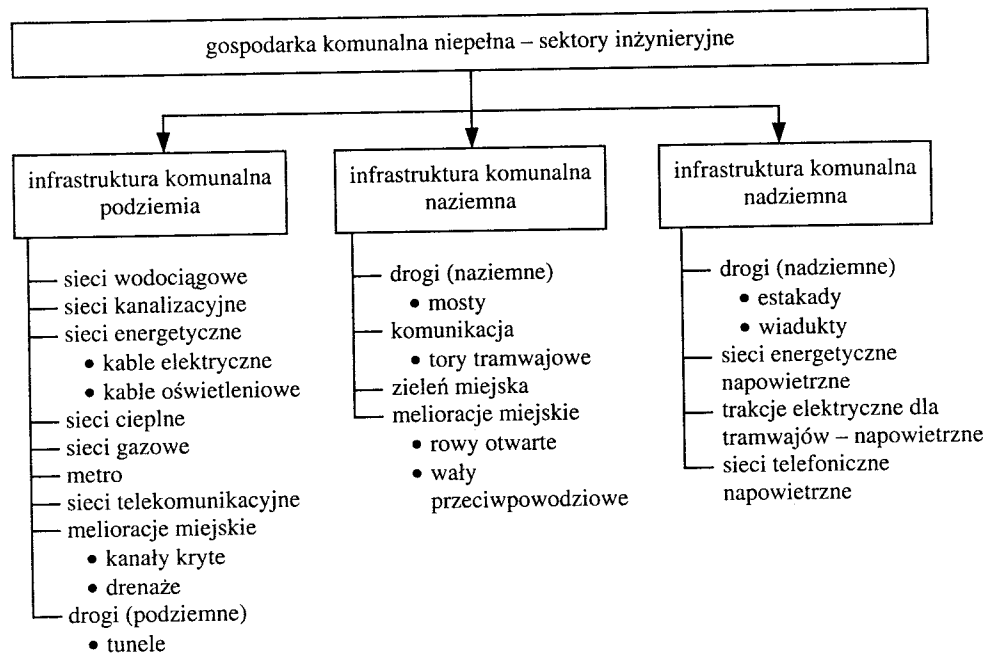 gospodarka komunalna niepełna – sektory inżynieryjne
infrastruktura komunalna
podziemia
sieci wodociągowe
sieci kanalizacyjne
sieci energetyczne
• kable elektryczne
• kable oświetleniowe
sieci cieplne
sieci gazowe
metro
sieci telekomunikacyjne
melioracje miejskie
• kanały kryte
• drenaże
drogi (podziemne)
• tunele
infrastruktura komunalna
naziemna
drogi (naziemne)
• mosty
komunikacja
• tory tramwajowe
zieleń miejska
melioracje miejskie
• rowy otwarte
• wały
przeciwpowodziowe
infrastruktura komunalna
nadziemna
drogi (nadziemne)
• estakady
• wiadukty
sieci energetyczne
napowietrzne
trakcje elektryczne dla
tramwajów – napowietrzne
sieci telefoniczne
napowietrzne